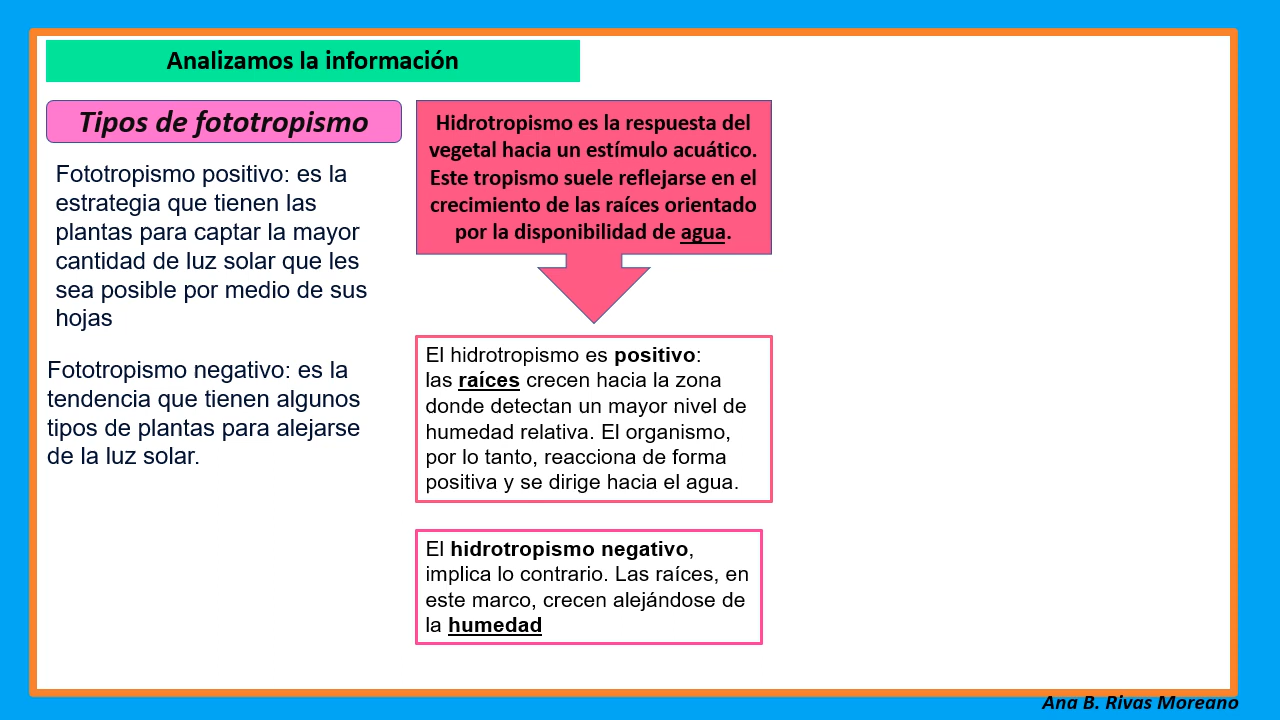 Analizamos la información
Tipos de fototropismo
Fototropismo positivo: es la
estrategia que tienen las
plantas para captar la mayor
cantidad de luz solar que les
sea posible por medio de sus
hojas
Fototropismo negativo: es la
tendencia que tienen algunos
tipos de plantas para alejarse
de la luz solar.
Hidrotropismo es la respuesta del
vegetal hacia un estímulo acuático.
Este tropismo suele reflejarse en el
crecimiento de las raíces orientado
por la disponibilidad de agua.
El hidrotropismo es positivo:
las raíces crecen hacia la zona
donde detectan un mayor nivel de
humedad relativa. El organismo,
por lo tanto, reacciona de forma
positiva y se dirige hacia el agua.
El hidrotropismo negativo,
implica lo contrario. Las raíces, en
este marco, crecen alejándose de
la humedad
Ana B. Rivas Moreano